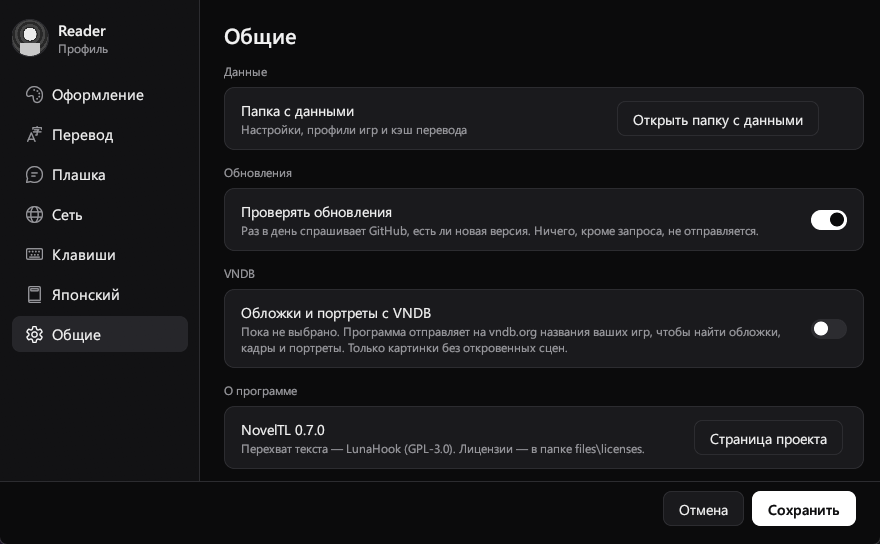 Reader
Профиль
Оформление
Перевод
Плашка
Сеть
Клавиши
Японский
Общие
Общие
Данные
Папка с данными
Настройки, профили игр и кэш перевода
Открыть папку с данными
Обновления
Проверять обновления
Раз в день спрашивает GitHub, есть ли новая версия. Ничего, кроме запроса, не отправляется.
VNDB
Обложки и портреты с VNDB
Пока не выбрано. Программа отправляет на vndb.org названия ваших игр, чтобы найти обложки,
кадры и портреты. Только картинки без откровенных сцен.
О программе
NovelTL 0.7.0
Перехват текста — LunaHook (GPL-3.0). Лицензии — в папке files\licenses.
Страница проекта
Отмена
Сохранить